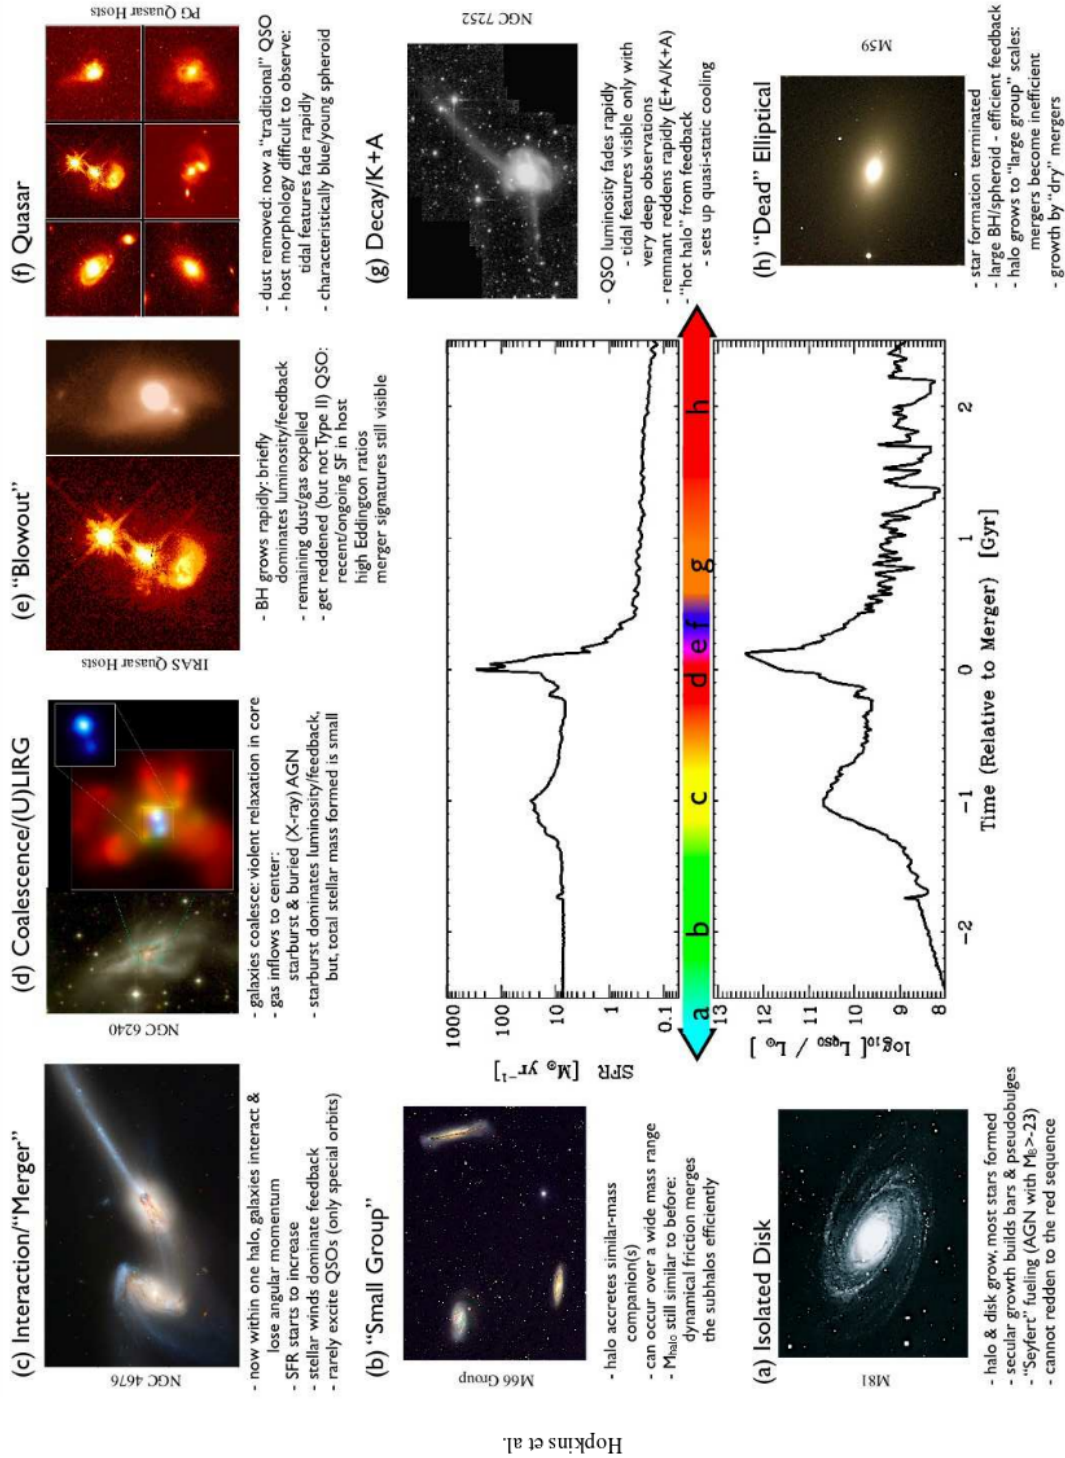 (c) Interaction/“Merger”
NGC 4676
- now within one halo, galaxies interact &
lose angular momentum
- SFR starts to increase
- stellar winds dominate feedback
- rarely excite QSOs (only special orbits)
(d) Coalescence/(U)LIRG
NGC 6240
- galaxies coalesce: violent relaxation in core
- gas inflows to center:
starburst & buried (X-ray) AGN
- starburst dominates luminosity/feedback,
but, total stellar mass formed is small
(e) “Blowout”
IRAS Quasar Hosts
- BH grows rapidly: briefly
dominates luminosity/feedback
- remaining dust/gas expelled
- get reddened (but not Type II) QSO:
recent/ongoing SF in host
high Eddington ratios
merger signatures still visible
(f) Quasar
PG Quasar Hosts
- dust removed: now a “traditional” QSO
- host morphology difficult to observe:
tidal features fade rapidly
- characteristically blue/young spheroid
(b) “Small Group”
M66 Group
- halo accretes similar-mass
companion(s)
- can occur over a wide mass range
- Mhalo still similar to before:
dynamical friction merges
the subhalos efficiently
(a) Isolated Disk
M81
- halo & disk grow, most stars formed
- secular growth builds bars & pseudobulges
- “Seyfert” fueling (AGN with MB>-23)
- cannot redden to the red sequence
1000
100
10
1
0.1
SFR [M⊙ yr⁻¹]
a b c d e f g h
13
12
11
10
9
8
log10[ LQSO / L⊙ ]
-2 -1 0 1 2
Time (Relative to Merger) [Gyr]
(g) Decay/K+A
NGC 7252
- QSO luminosity fades rapidly
- tidal features visible only with
very deep observations
- remnant reddens rapidly (E+A/K+A)
- “hot halo” from feedback
- sets up quasi-static cooling
(h) “Dead” Elliptical
M59
- star formation terminated
- large BH/spheroid - efficient feedback
- halo grows to “large group” scales:
mergers become inefficient
- growth by “dry” mergers
Hopkins et al.